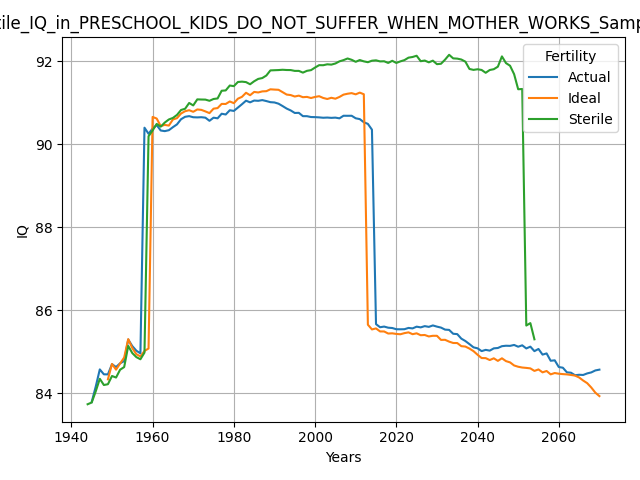 tile_IQ_in_PRESCHOOL_KIDS_DO_NOT_SUFFER_WHEN_MOTHER_WORKS_Samp
Fertility
Actual
Ideal
Sterile
IQ
92
90
88
86
84
1940 1960 1980 2000 2020 2040 2060
Years